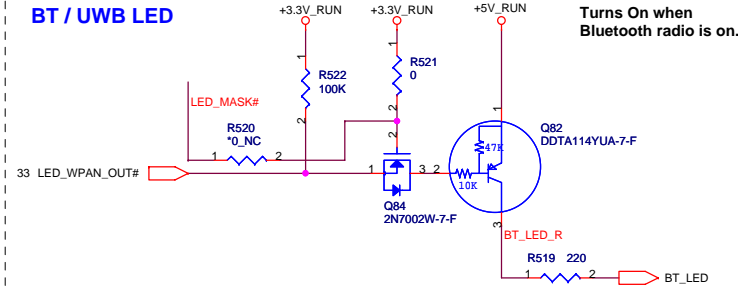 BT / UWB LED
+3.3V_RUN
+3.3V_RUN
+5V_RUN
Turns On when
Bluetooth radio is on.
1
1
1
R522
100K
R521
0
LED_MASK#
2
2
R520
*0_NC
1
2
2
Q82
DDTA114YUA-7-F
47K
10K
33 LED_WPAN_OUT#
1
3
2
Q84
2N7002W-7-F
3
BT_LED_R
R519 220
1
2
BT_LED